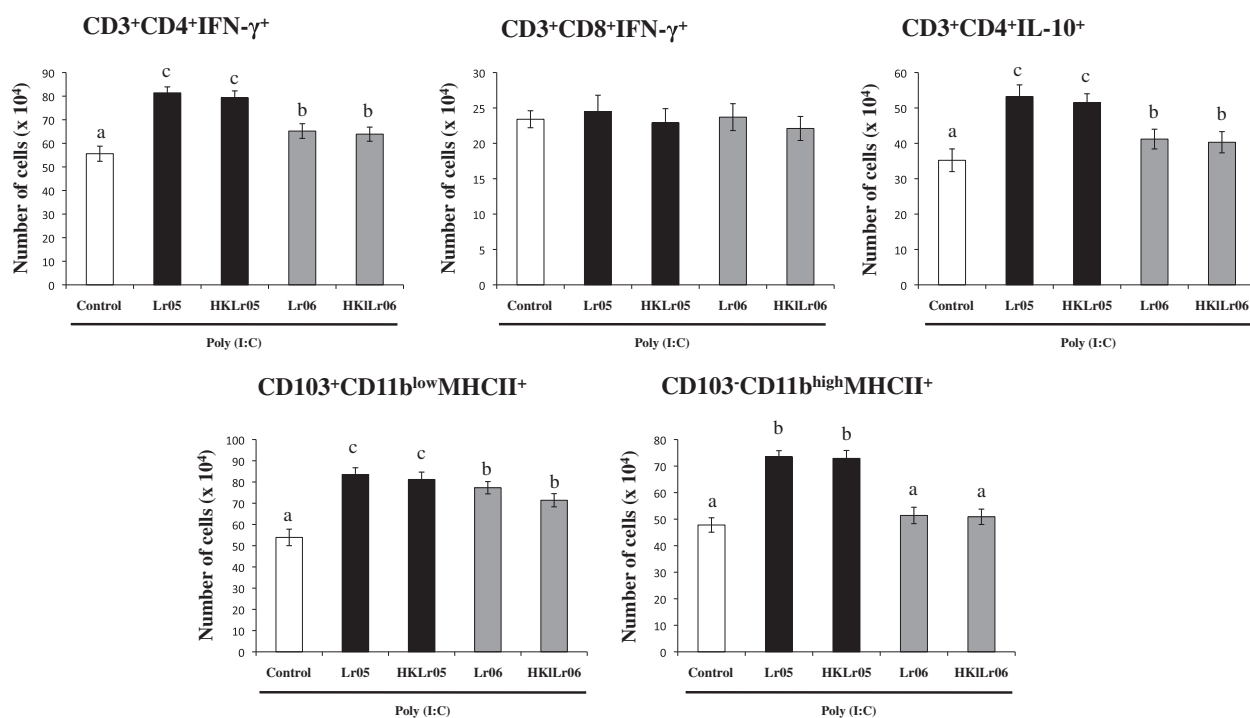 CD3⁺CD4⁺IFN-γ⁺
Number of cells (x 10⁴)
90
80
70
60
50
40
30
20
10
0
a
c
c
b
b
Control Lr05 HKLr05 Lr06 HKlLr06
Poly (I:C)
CD3⁺CD8⁺IFN-γ⁺
Number of cells (x 10⁴)
30
25
20
15
10
5
0
Control Lr05 HKLr05 Lr06 HKlLr06
Poly (I:C)
CD3⁺CD4⁺IL-10⁺
Number of cells (x 10⁴)
60
50
40
30
20
10
0
a
c
c
b
b
Control Lr05 HKLr05 Lr06 HKlLr06
Poly (I:C)
CD103⁺CD11bˡᵒʷMHCII⁺
Number of cells (x 10⁴)
100
90
80
70
60
50
40
30
20
10
0
a
c
c
b
b
Control Lr05 HKLr05 Lr06 HKlLr06
Poly (I:C)
CD103⁻CD11bʰⁱᵍʰMHCII⁺
Number of cells (x 10⁴)
80
70
60
50
40
30
20
10
0
a
b
b
a
a
Control Lr05 HKLr05 Lr06 HKlLr06
Poly (I:C)